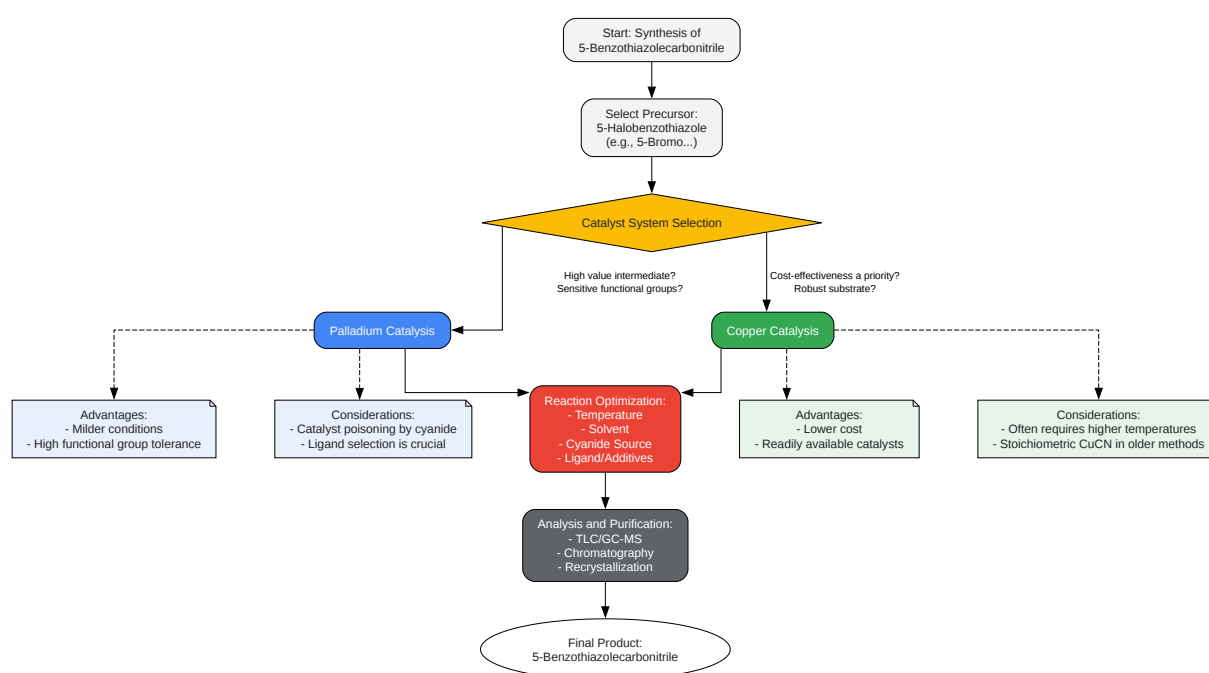 Start: Synthesis of
5-Benzothiazolecarbonitrile
Select Precursor:
5-Halobenzothiazole
(e.g., 5-Bromo...)
Catalyst System Selection
High value intermediate?
Sensitive functional groups?
Cost-effectiveness a priority?
Robust substrate?
Palladium Catalysis
Copper Catalysis
Advantages:
- Milder conditions
- High functional group tolerance
Considerations:
- Catalyst poisoning by cyanide
- Ligand selection is crucial
Reaction Optimization:
- Temperature
- Solvent
- Cyanide Source
- Ligand/Additives
Advantages:
- Lower cost
- Readily available catalysts
Considerations:
- Often requires higher temperatures
- Stoichiometric CuCN in older methods
Analysis and Purification:
- TLC/GC-MS
- Chromatography
- Recrystallization
Final Product:
5-Benzothiazolecarbonitrile